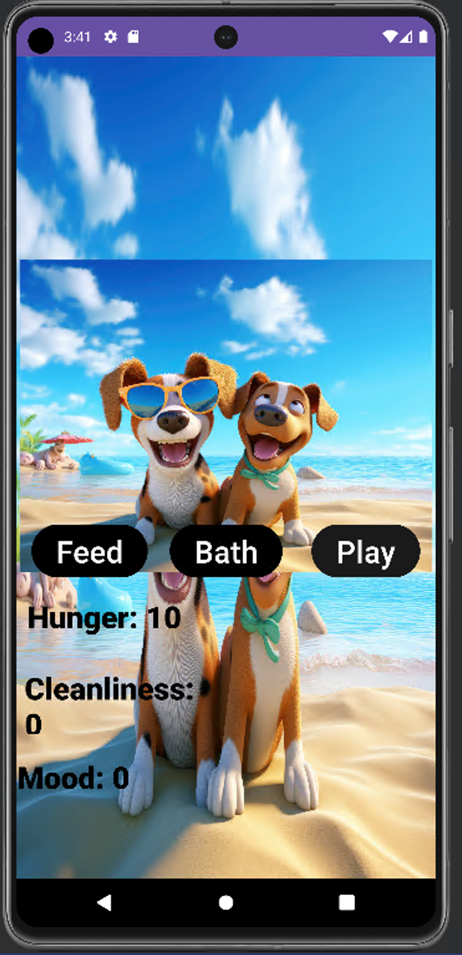 3:41
Feed Bath Play
Hunger: 10
Cleanliness:
0
Mood: 0